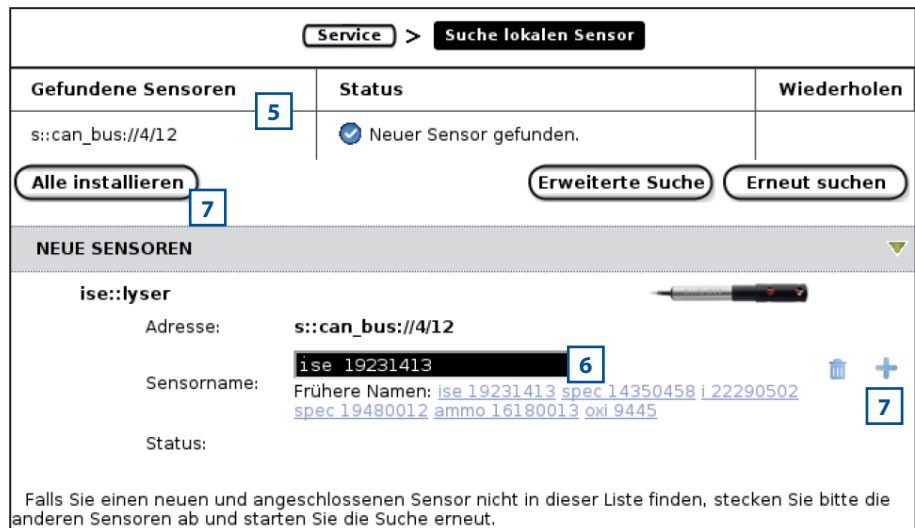 Service > Suche lokalen Sensor
Gefundene Sensoren Status Wiederholen
5
s::can_bus://4/12 Neuer Sensor gefunden.
Alle installieren Erweiterte Suche Erneut suchen
7
NEUE SENSOREN
ise::lyser
Adresse: s::can_bus://4/12
Sensorname: ise 19231413
6
Frühere Namen: ise 19231413 spec 14350458 i 22290502
spec 19480012 ammo 16180013 oxi 9445
7
Status:
Falls Sie einen neuen und angeschlossenen Sensor nicht in dieser Liste finden, stecken Sie bitte die
anderen Sensoren ab und starten Sie die Suche erneut.